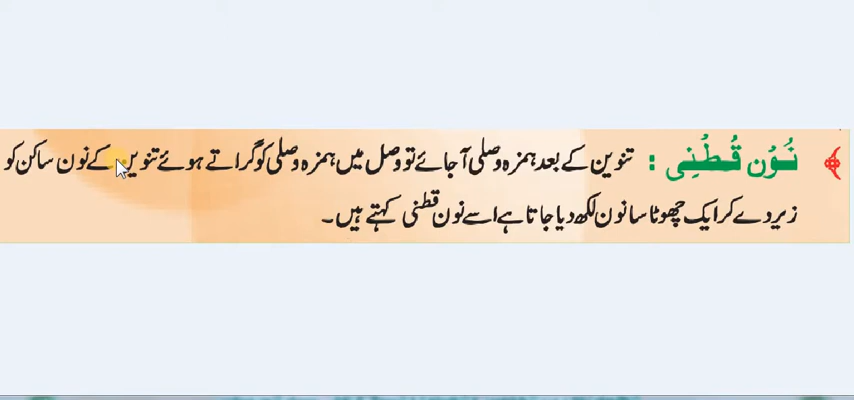 نُوْن قُطْنِی : تنوین کے بعد ہمزہ وصلی آ جائے تو وصل میں ہمزہ وصلی کو گراتے ہوئے تنوین کے نون ساکن کو
زیر دے کر ایک چھوٹا سا نون لکھ دیا جاتا ہے اسے نون قطنی کہتے ہیں۔